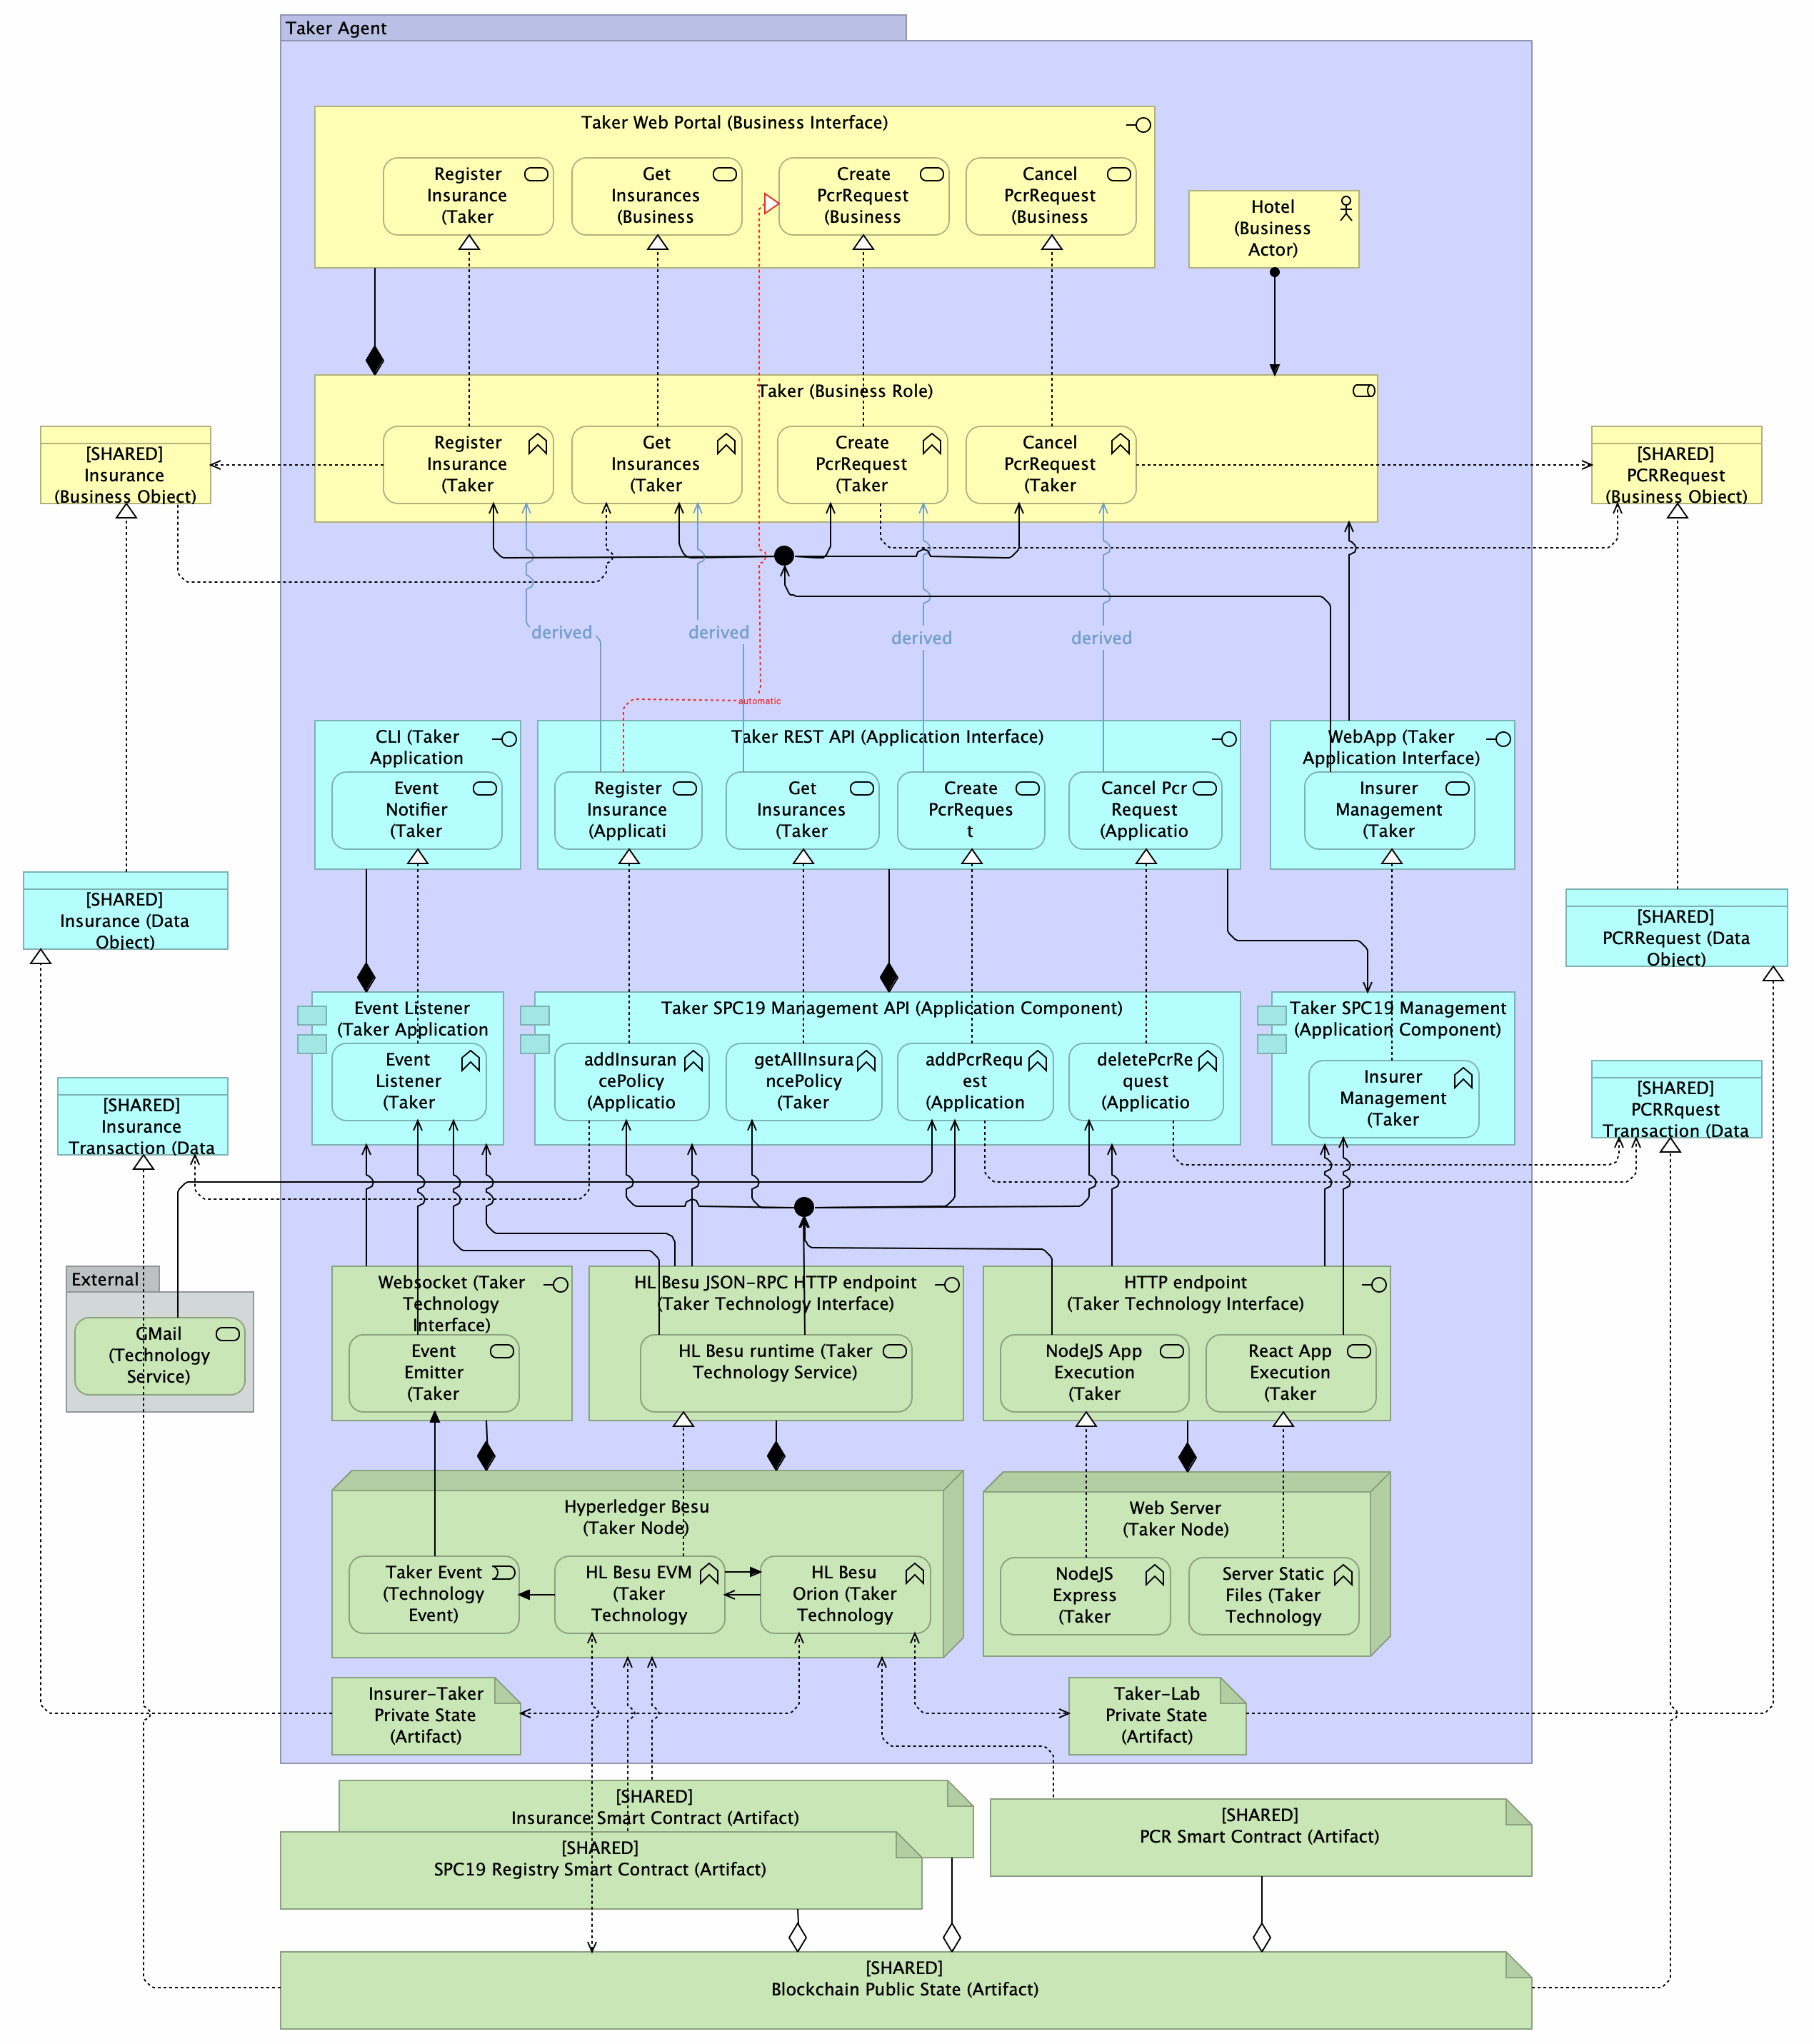 Taker Agent
Taker Web Portal (Business Interface)
Register
Insurance
(Taker
Get
Insurances
(Business
Create
PcrRequest
(Business
Cancel
PcrRequest
(Business
Hotel
(Business
Actor)
Taker (Business Role)
Register
Insurance
(Taker
Get
Insurances
(Taker
Create
PcrRequest
(Taker
Cancel
PcrRequest
(Taker
[SHARED]
Insurance
(Business Object)
[SHARED]
PCRRequest
(Business Object)
derived
derived
derived
derived
automatic
CLI (Taker
Application
Event
Notifier
(Taker
Taker REST API (Application Interface)
Register
Insurance
(Applicati
Get
Insurances
(Taker
Create
PcrReques
t
Cancel Pcr
Request
(Applicatio
WebApp (Taker
Application Interface)
Insurer
Management
(Taker
[SHARED]
Insurance (Data
Object)
[SHARED]
PCRRequest (Data
Object)
Event Listener
(Taker Application
Event
Listener
(Taker
Taker SPC19 Management API (Application Component)
addInsuran
cePolicy
(Applicatio
getAllInsura
ncePolicy
(Taker
addPcrRequ
est
(Application
deletePcrRe
quest
(Applicatio
Taker SPC19 Management
(Application Component)
Insurer
Management
(Taker
[SHARED]
Insurance
Transaction (Data
[SHARED]
PCRRquest
Transaction (Data
External
GMail
(Technology
Service)
Websocket (Taker
Technology
Interface)
Event
Emitter
(Taker
HL Besu JSON-RPC HTTP endpoint
(Taker Technology Interface)
HL Besu runtime (Taker
Technology Service)
HTTP endpoint
(Taker Technology Interface)
NodeJS App
Execution
(Taker
React App
Execution
(Taker
Hyperledger Besu
(Taker Node)
Taker Event
(Technology
Event)
HL Besu EVM
(Taker
Technology
HL Besu
Orion (Taker
Technology
Web Server
(Taker Node)
NodeJS
Express
(Taker
Server Static
Files (Taker
Technology
Insurer-Taker
Private State
(Artifact)
Taker-Lab
Private State
(Artifact)
[SHARED]
Insurance Smart Contract (Artifact)
[SHARED]
PCR Smart Contract (Artifact)
[SHARED]
SPC19 Registry Smart Contract (Artifact)
[SHARED]
Blockchain Public State (Artifact)